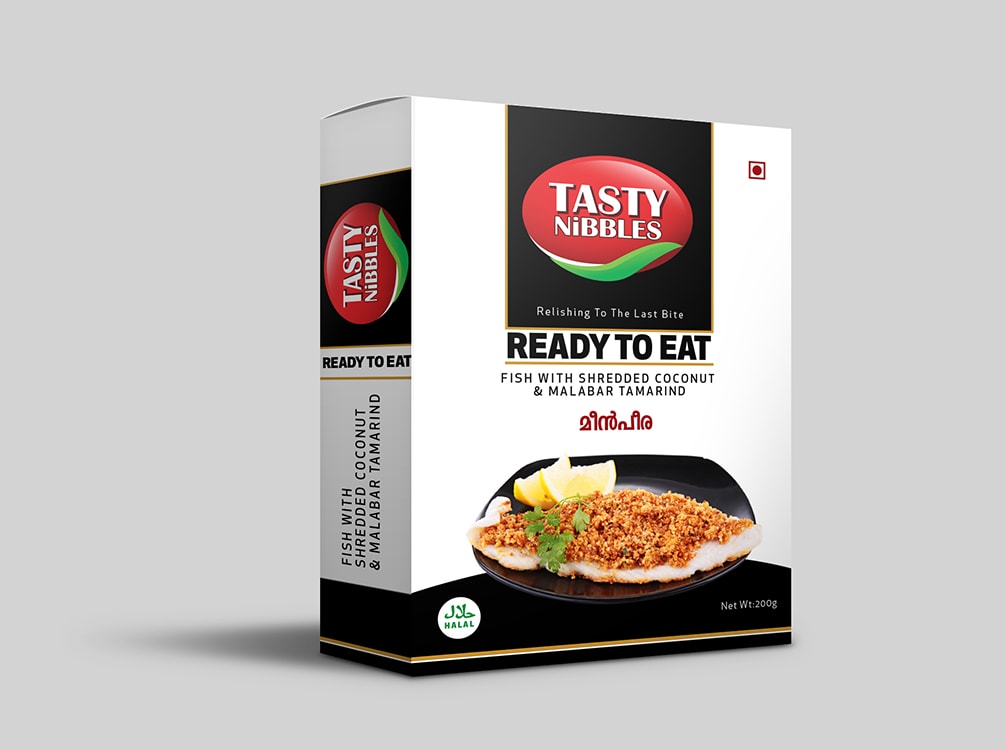 TASTY
NiBBLES
Relishing To The Last Bite
READY TO EAT
FISH WITH SHREDDED COCONUT
& MALABAR TAMARIND
മീൻപീര
Net Wt:200g
حلال
HALAL
TASTY
NiBBLES
READY TO EAT
FISH WITH
SHREDDED COCONUT
& MALABAR TAMARIND